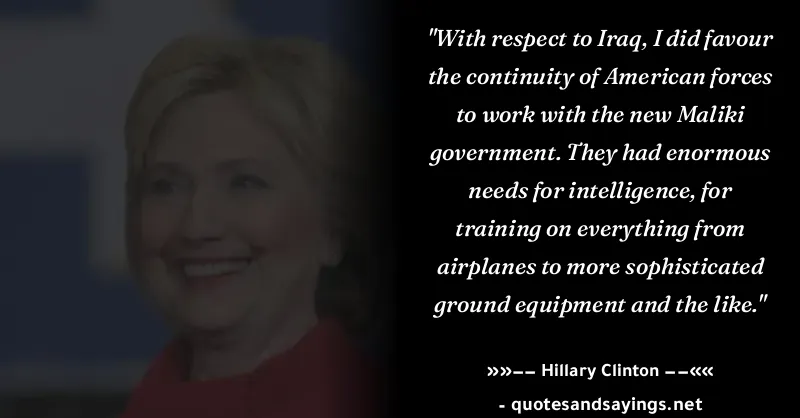 "With respect to Iraq, I did favour
the continuity of American forces
to work with the new Maliki
government. They had enormous
needs for intelligence, for
training on everything from
airplanes to more sophisticated
ground equipment and the like."
»»–– Hillary Clinton ––««
- quotesandsayings.net